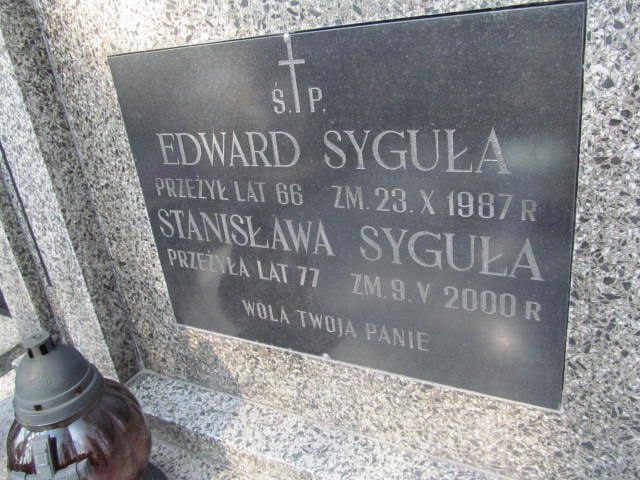 Ś.P.
EDWARD SYGUŁA
PRZEŻYŁ LAT 66 ZM. 23. X 1987 R
STANISŁAWA SYGUŁA
PRZEŻYŁA LAT 77 ZM. 9. V 2000 R
WOLA TWOJA PANIE